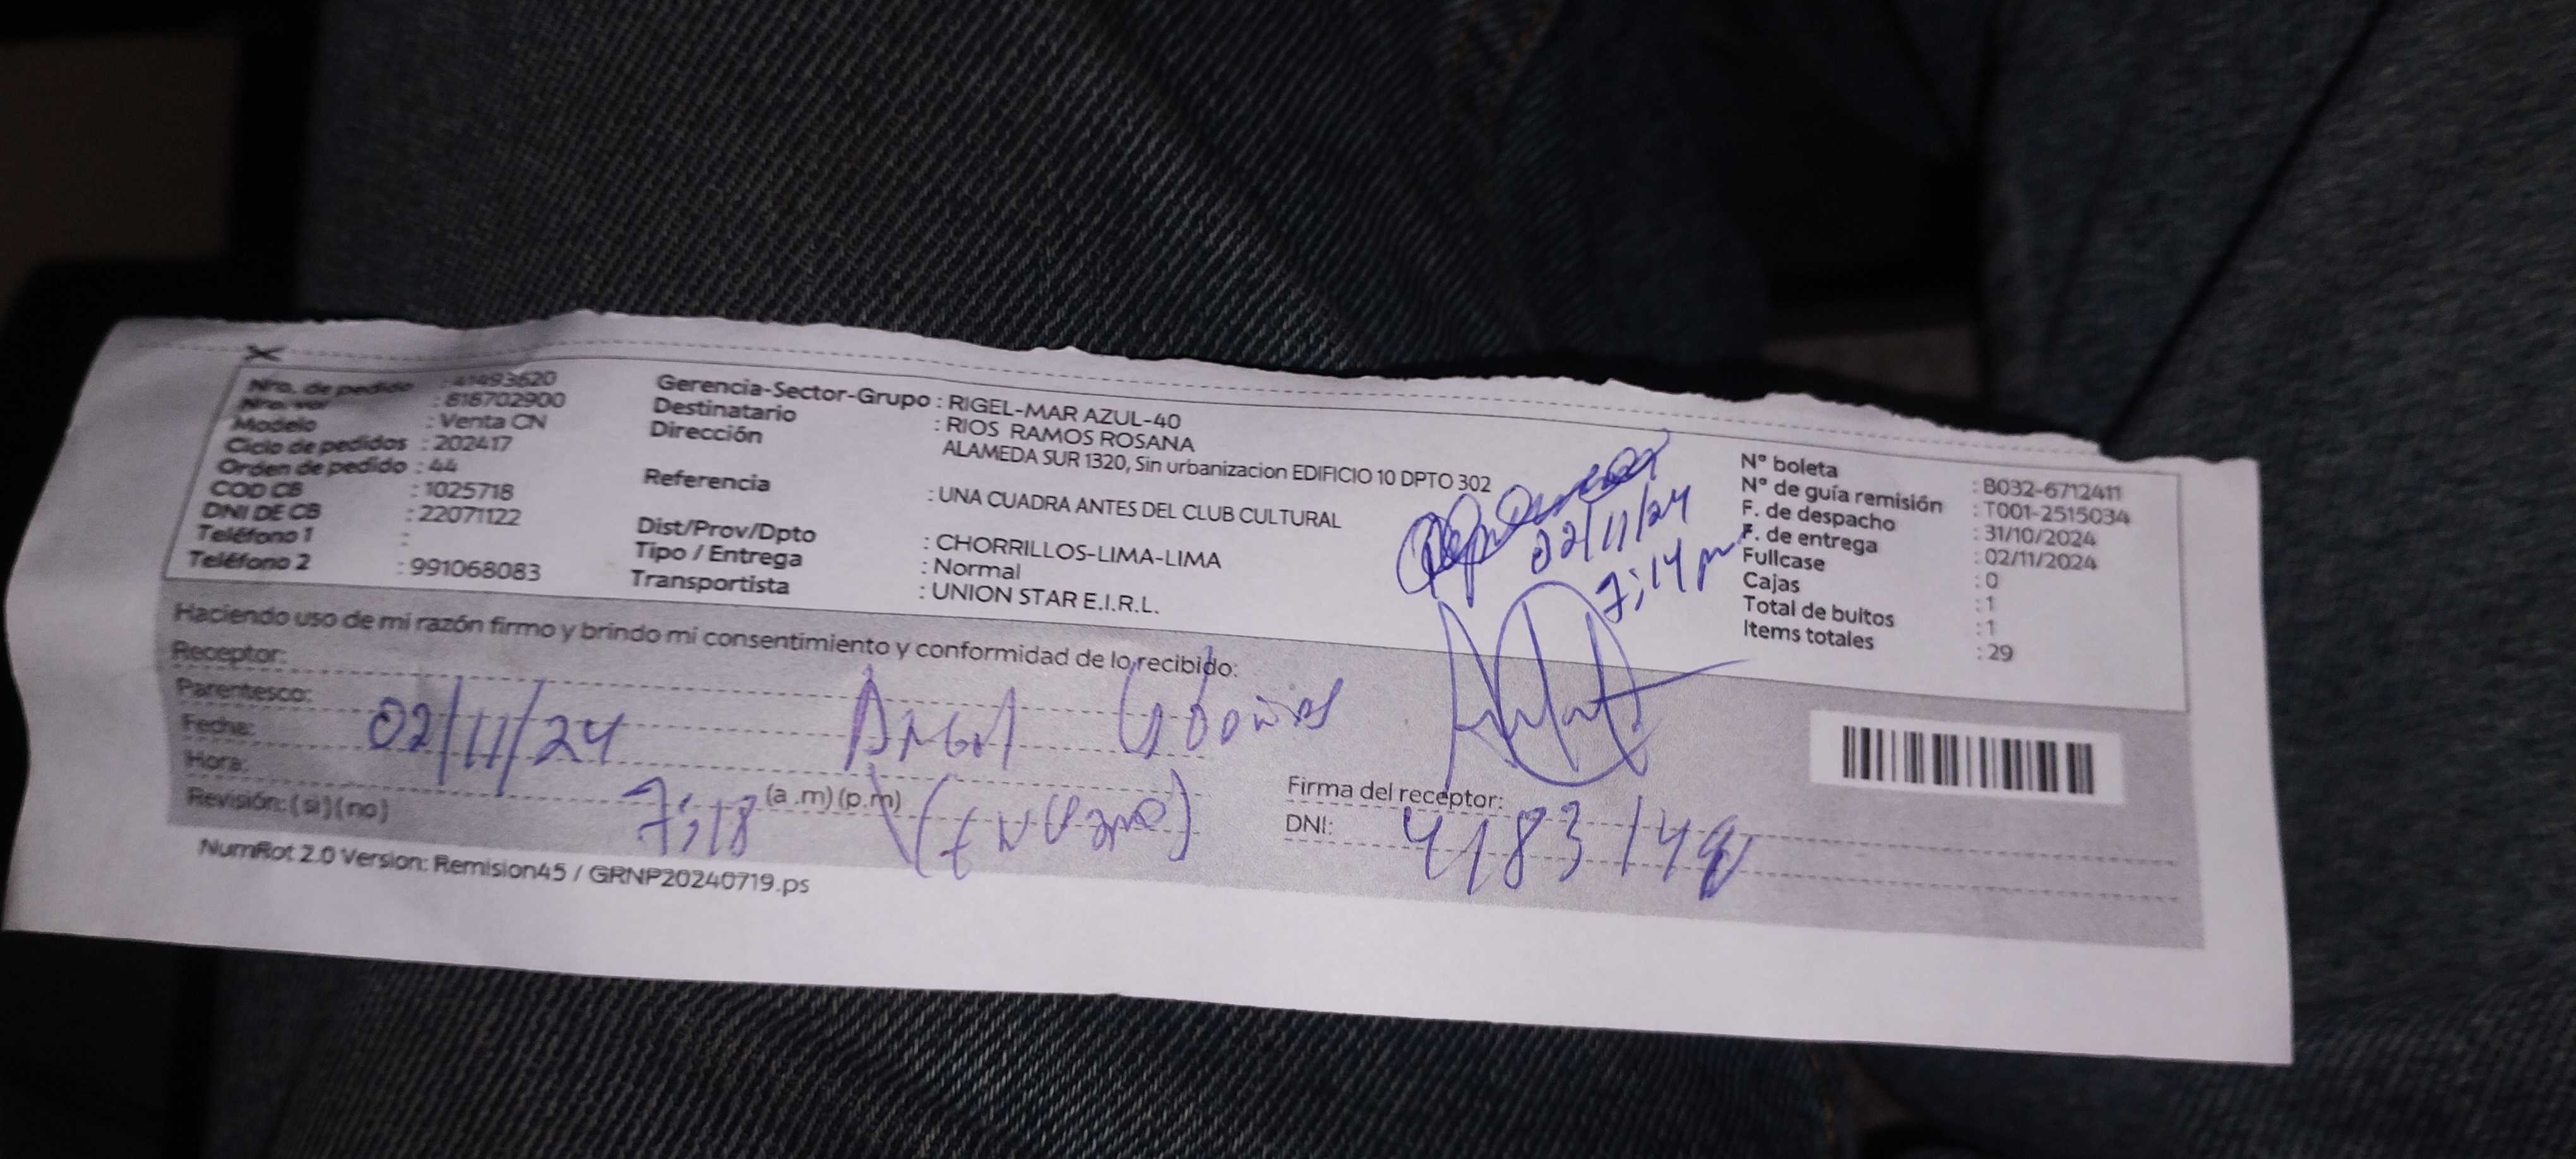 Nro. de pedido : 41493620
Nro. vol : 818702900
Modelo : Venta CN
Ciclo de pedidos : 202417
Orden de pedido : 44
COD CB : 1025718
DNI DE CB : 22071122
Teléfono 1 :
Teléfono 2 : 991068083
Gerencia-Sector-Grupo : RIGEL-MAR AZUL-40
Destinatario : RIOS RAMOS ROSANA
Dirección ALAMEDA SUR 1320, Sin urbanizacion EDIFICIO 10 DPTO 302
Referencia : UNA CUADRA ANTES DEL CLUB CULTURAL
Dist/Prov/Dpto : CHORRILLOS-LIMA-LIMA
Tipo / Entrega : Normal
Transportista : UNION STAR E.I.R.L.
02/11/24
7:14 pm
N° boleta : B032-6712411
N° de guía remisión : T001-2515034
F. de despacho : 31/10/2024
F. de entrega : 02/11/2024
Fullcase : 0
Cajas : 1
Total de bultos : 1
Items totales : 29
Haciendo uso de mi razón firmo y brindo mi consentimiento y conformidad de lo recibido:
Receptor:
Parentesco:
Fecha: 02/11/24
Hora: 7:18 (a.m) (p.m)
Revisión: (si) (no)
Firma del receptor:
DNI: 4183149
NumRot 2.0 Version: Remision45 / GRNP20240719.ps